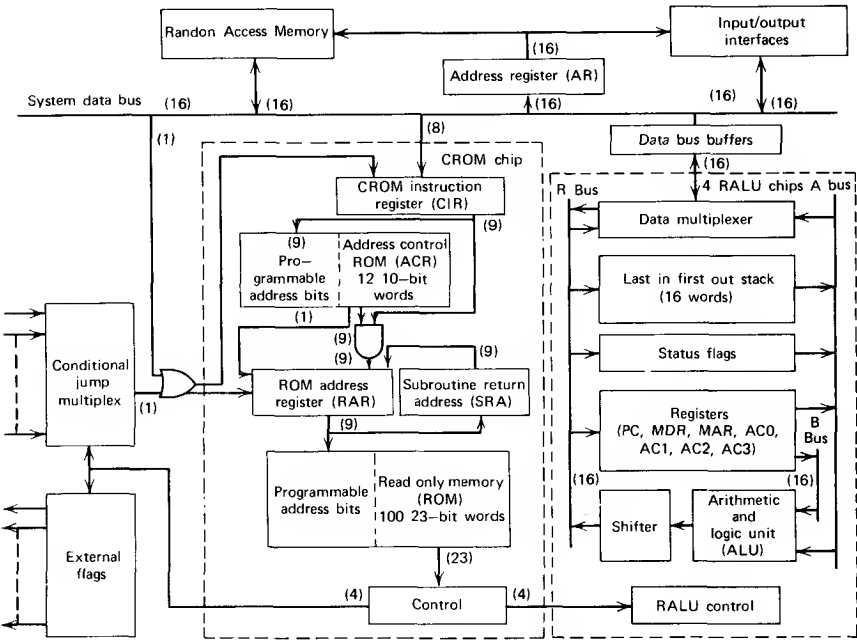 Randon Access Memory
Input/output
interfaces
(16)
Address register (AR)
System data bus
(16)
(16)
(16)
(16)
(16)
(1)
(8)
Data bus buffers
(16)
CROM chip
4 RALU chips A bus
R Bus
CROM instruction
register (CIR)
(9)
(9)
Data multiplexer
Pro-
grammable
address bits
Address control
ROM (ACR)
12 10-bit
words
Last in first out stack
(16 words)
(1)
(9)
(9)
(9)
Status flags
Conditional
jump
multiplex
(1)
ROM address
register (RAR)
Subroutine return
address (SRA)
(9)
Registers
(PC, MDR, MAR, AC0,
AC1, AC2, AC3)
B
Bus
(16)
(16)
Programmable
address bits
Read only memory
(ROM)
100 23-bit words
Shifter
Arithmetic and
logic unit
(ALU)
External
flags
(23)
(4)
Control
(4)
RALU control